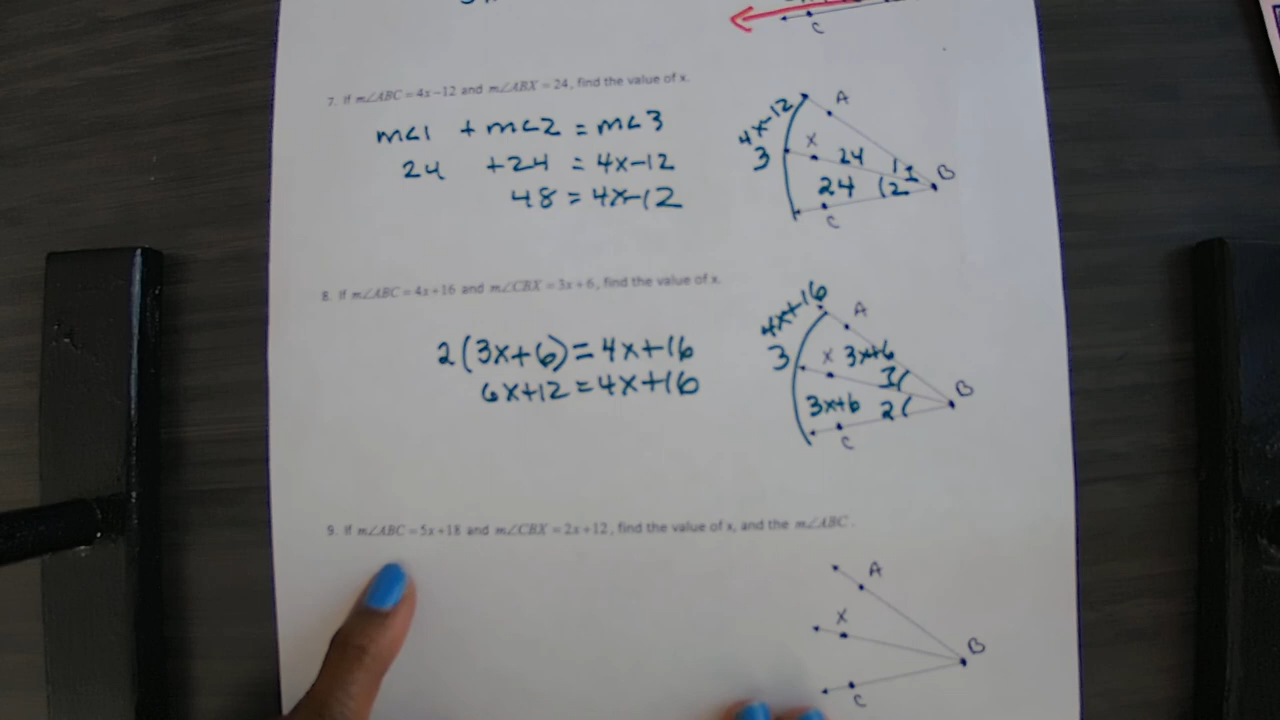 C
7. If m∠ABC = 4x−12 and m∠ABX = 24, find the value of x.
m∠1 + m∠2 = m∠3
24 +24 = 4x−12
48 = 4x−12
4x−12
3
A
X
24
1
B
24
2
C
8. If m∠ABC = 4x+16 and m∠CBX = 3x+6, find the value of x.
2(3x+6) = 4x+16
6x+12 = 4x+16
4x+16
3
A
X
3x+6
B
3x+6
2
C
9. If m∠ABC = 5x+18 and m∠CBX = 2x+12, find the value of x, and the m∠ABC.
A
X
B
C